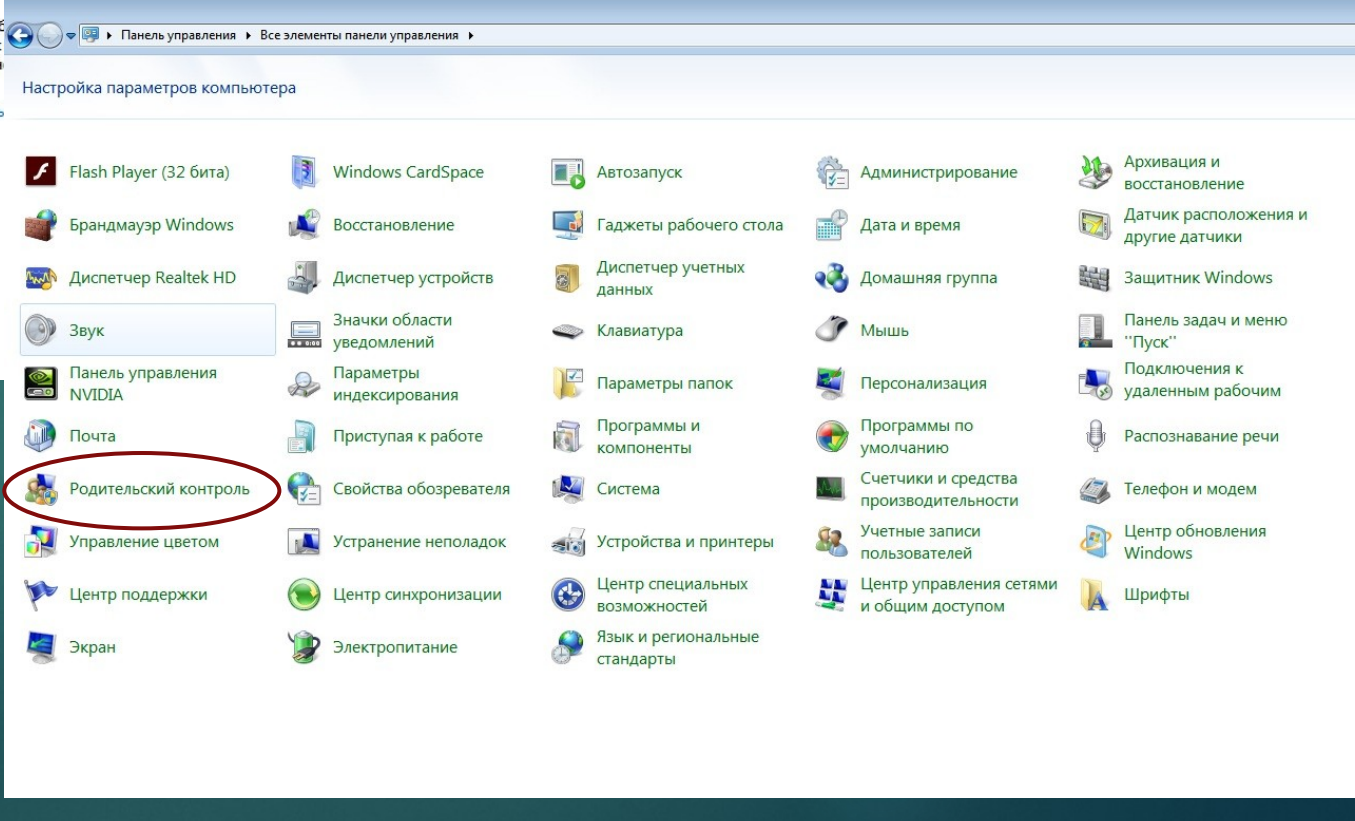 Панель управления ▸ Все элементы панели управления ▸
Настройка параметров компьютера
Flash Player (32 бита)
Windows CardSpace
Автозапуск
Администрирование
Архивация и
восстановление
Брандмауэр Windows
Восстановление
Гаджеты рабочего стола
Дата и время
Датчик расположения и
другие датчики
Диспетчер Realtek HD
Диспетчер устройств
Диспетчер учетных
данных
Домашняя группа
Защитник Windows
Звук
Значки области
уведомлений
Клавиатура
Мышь
Панель задач и меню
''Пуск''
Панель управления
NVIDIA
Параметры
индексирования
Параметры папок
Персонализация
Подключения к
удаленным рабочим
Почта
Приступая к работе
Программы и
компоненты
Программы по
умолчанию
Распознавание речи
Родительский контроль
Свойства обозревателя
Система
Счетчики и средства
производительности
Телефон и модем
Управление цветом
Устранение неполадок
Устройства и принтеры
Учетные записи
пользователей
Центр обновления
Windows
Центр поддержки
Центр синхронизации
Центр специальных
возможностей
Центр управления сетями
и общим доступом
Шрифты
Экран
Электропитание
Язык и региональные
стандарты